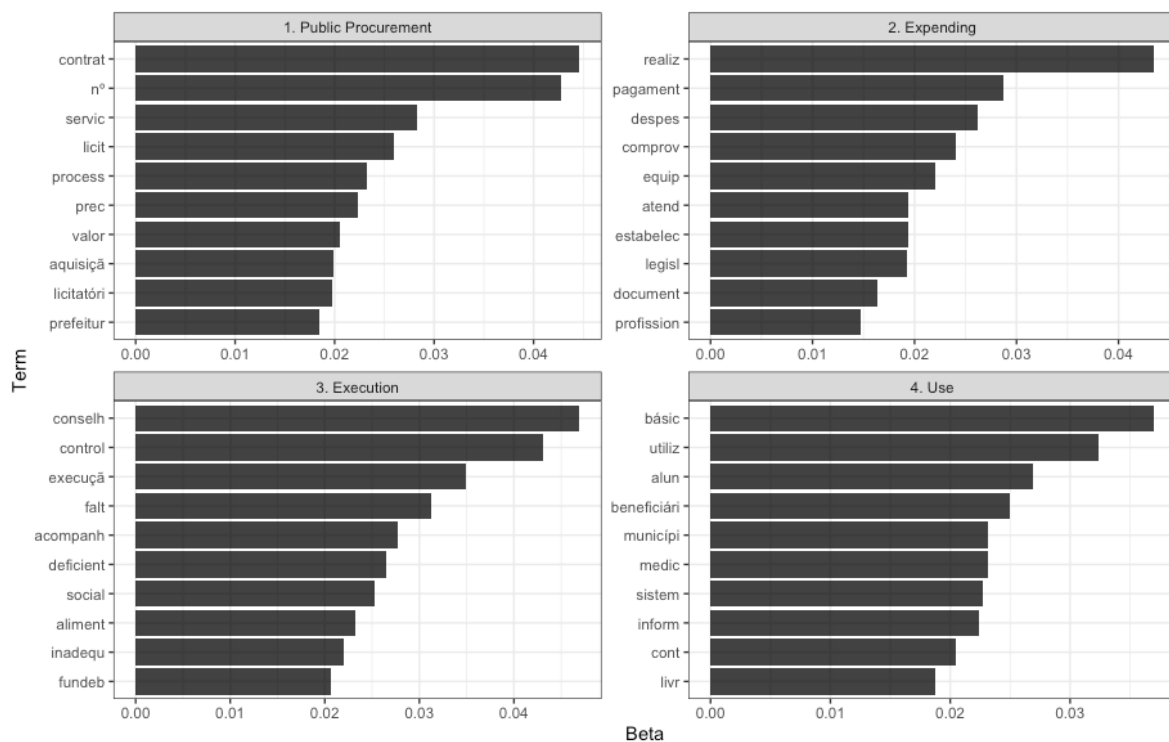 1. Public Procurement
contrat
nº
servic
licit
process
prec
valor
aquisiçã
licitatóri
prefeitur
0.00 0.01 0.02 0.03 0.04
2. Expending
realiz
pagament
despes
comprov
equip
atend
estabelec
legisl
document
profission
0.00 0.01 0.02 0.03 0.04
Term
3. Execution
conselh
control
execuçã
falt
acompanh
deficient
social
aliment
inadequ
fundeb
0.00 0.01 0.02 0.03 0.04
4. Use
básic
utiliz
alun
beneficiári
municípi
medic
sistem
inform
cont
livr
0.00 0.01 0.02 0.03
Beta